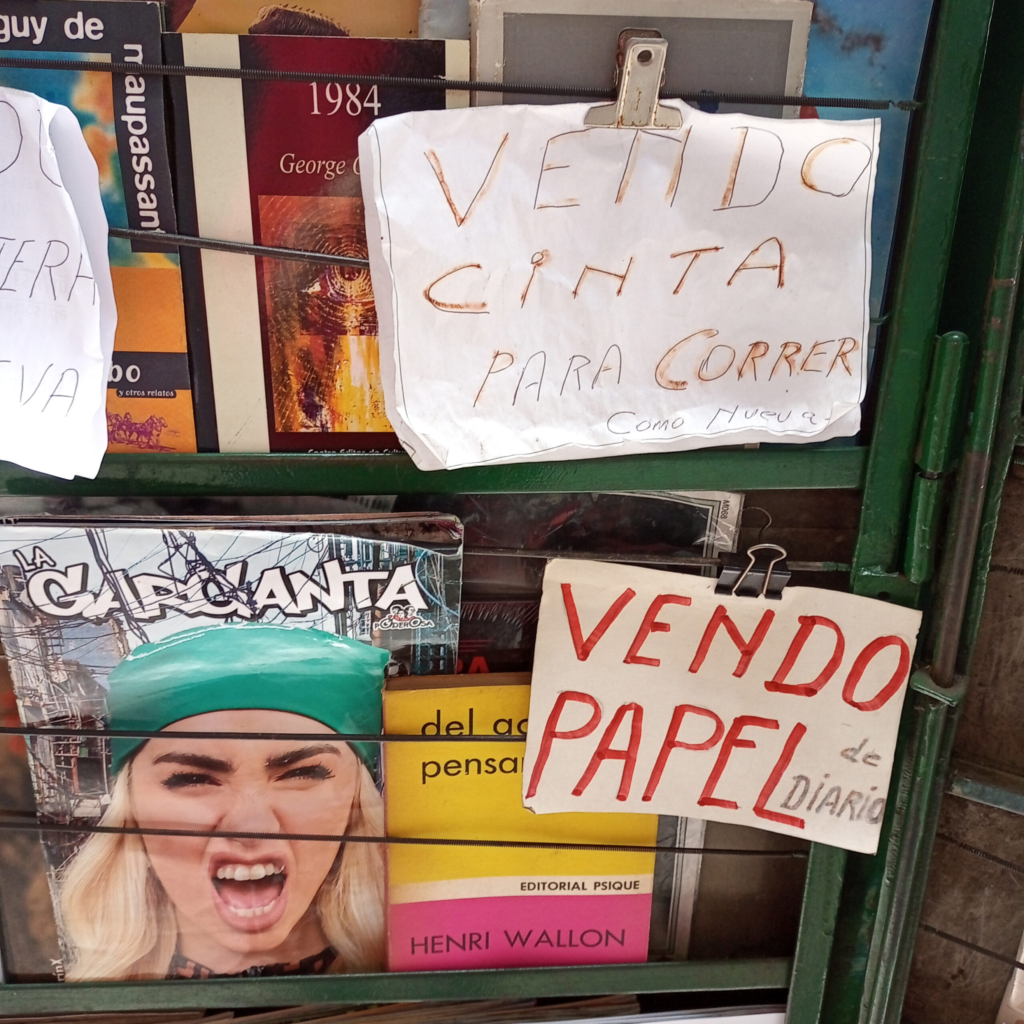 guy de
maupassant
y otros relatos
1984
George
VENDO
CINTA
PARA CORRER
Como Nueva
LA
GARGANTA
PODEROSA
VENDO
PAPEL
de
DIARIO
del
EDITORIAL PSIQUE
HENRI WALLON